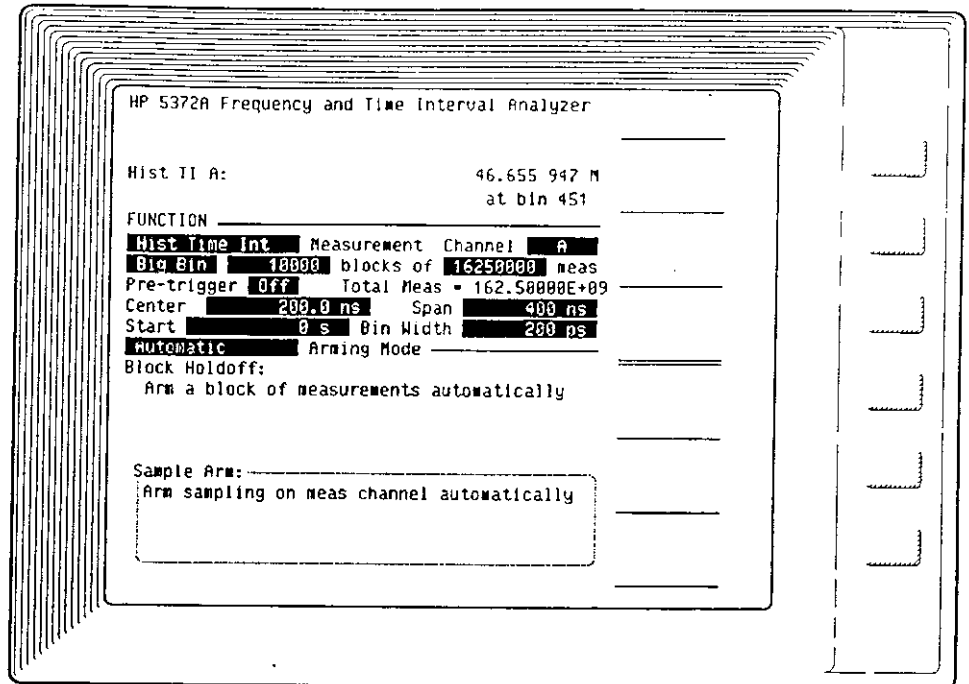 HP 5372A Frequency and Time Interval Analyzer
Hist TI A: 46.655 947 M
at bin 451
FUNCTION
Hist Time Int Measurement Channel A
Big Bin 10000 blocks of 16250000 meas
Pre-trigger Off Total Meas = 162.50000E+09
Center 200.0 ns Span 400 ns
Start 0 s Bin Width 200 ps
Automatic Arming Mode
Block Holdoff:
Arm a block of measurements automatically
Sample Arm:
Arm sampling on meas channel automatically